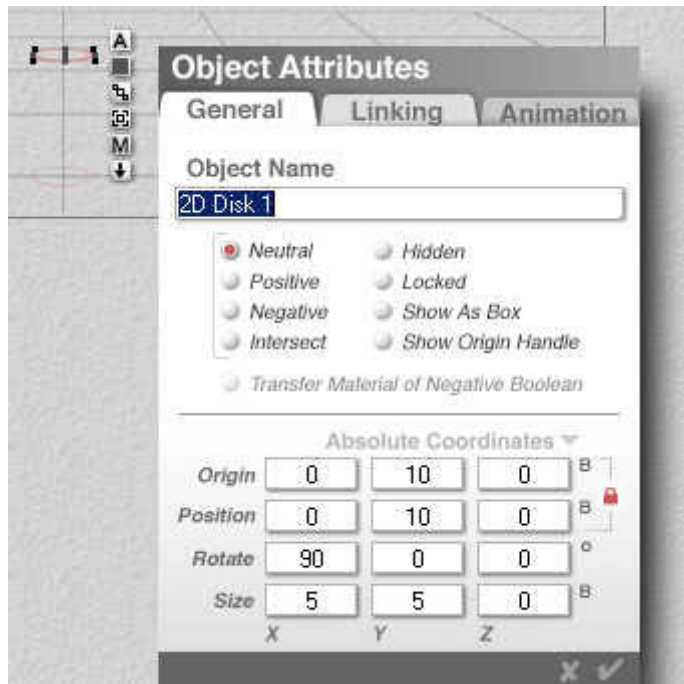 A
M
Object Attributes
General Linking Animation
Object Name
2D Disk 1
Neutral Hidden
Positive Locked
Negative Show As Box
Intersect Show Origin Handle
Transfer Material of Negative Boolean
Absolute Coordinates
Origin 0 10 0 B
Position 0 10 0 B
Rotate 90 0 0 °
Size 5 5 0 B
X Y Z